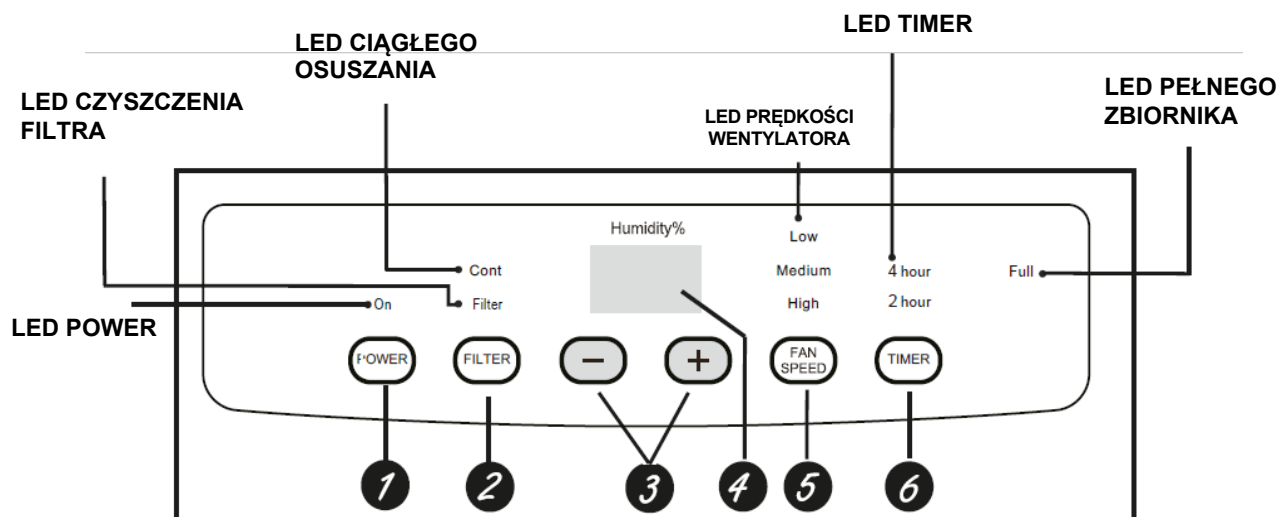 LED TIMER
LED CIĄGŁEGO
OSUSZANIA
LED CZYSZCZENIA
FILTRA
LED PRĘDKOŚCI
WENTYLATORA
LED PEŁNEGO
ZBIORNIKA
LED POWER
Humidity%
Low
Cont
Medium
4 hour
Full
On
Filter
High
2 hour
POWER
FILTER
−
+
FAN
SPEED
TIMER
1
2
3
4
5
6